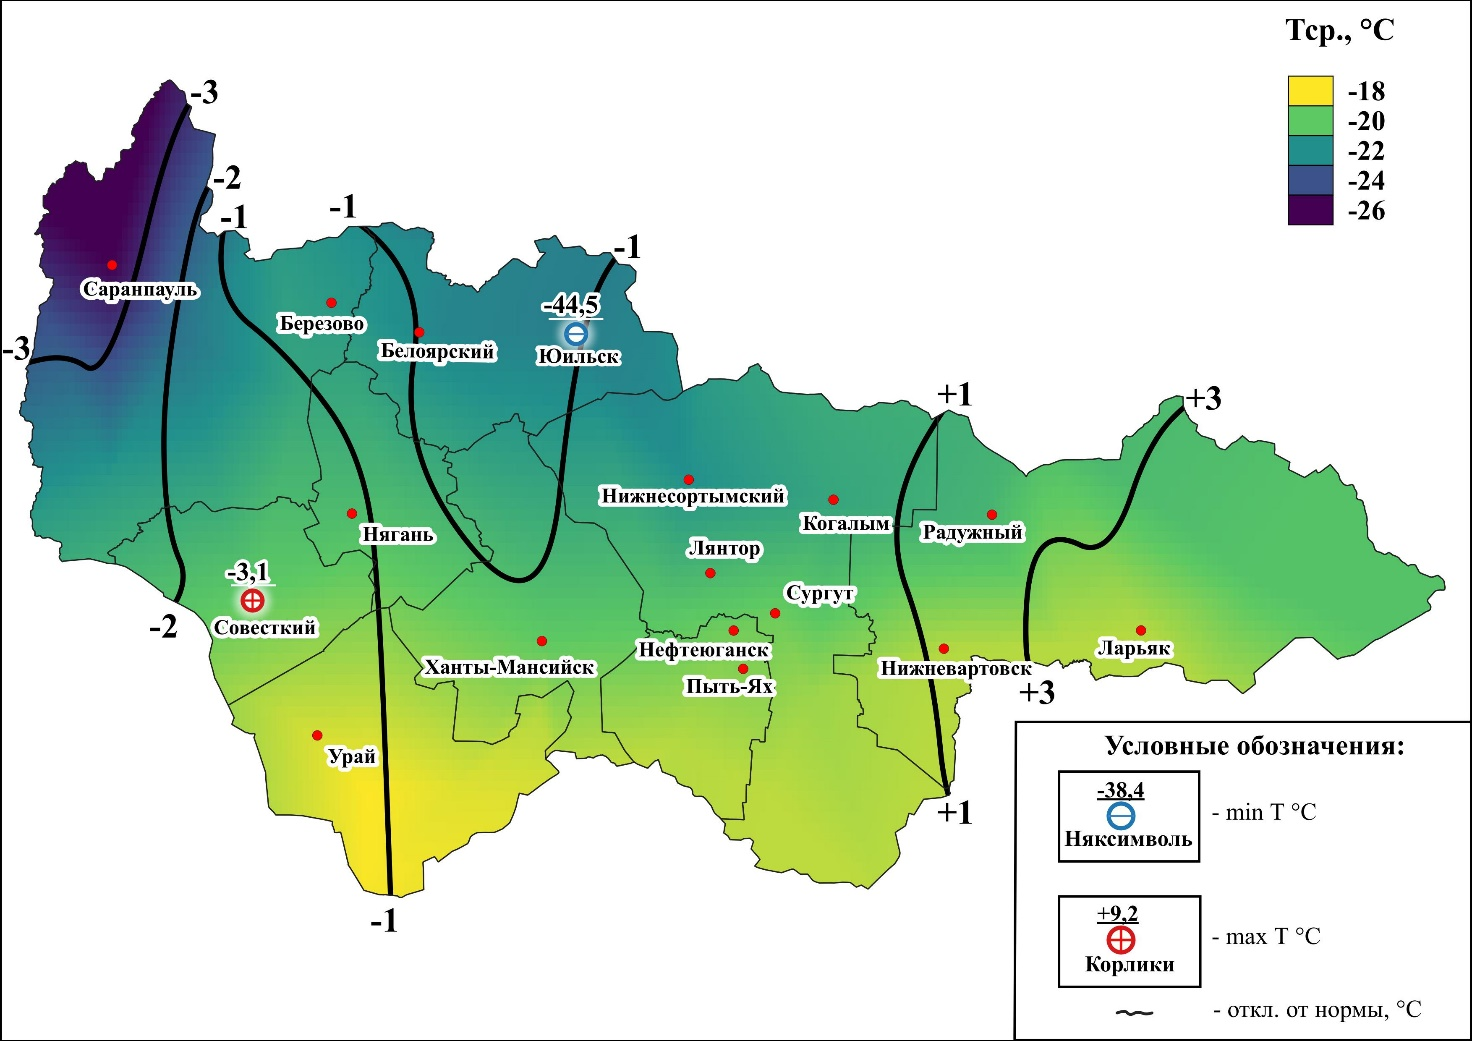 Тср., °C
-18
-20
-22
-24
-26
-3
-2
-1
-1
-1
Саранпауль
-44,5
Березово
-3
Белоярский
Юильск
+1
+3
Нижнесортымский
Когалым
Радужный
Нягань
Лянтор
-3,1
Сургут
Совесткий
-2
Нефтеюганск
Ларьяк
Ханты-Мансийск
Нижневартовск
Пыть-Ях
+3
Урай
+1
-1
Условные обозначения:
-38,4
Няксимволь
- min T °C
+9,2
Корлики
- max T °C
- откл. от нормы, °C